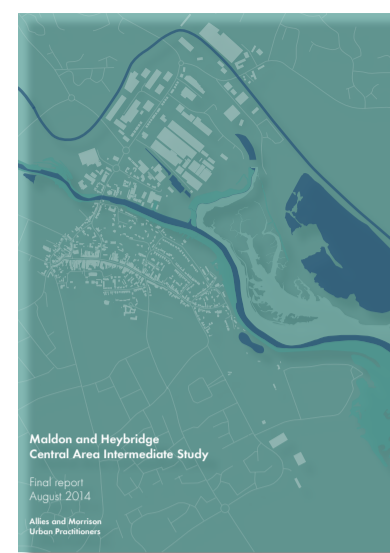 Maldon and Heybridge
Central Area Intermediate Study
Final report
August 2014
Allies and Morrison
Urban Practitioners